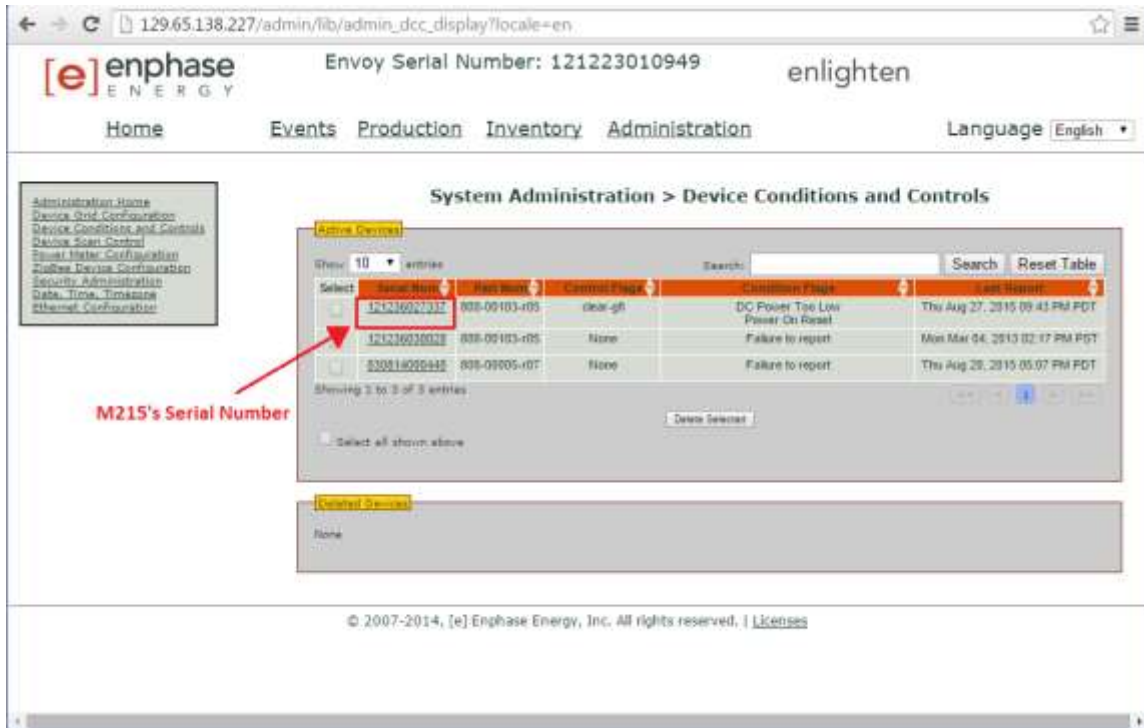 129.65.138.227/admin/lib/admin_dcc_display?locale=en
[e] enphase ENERGY
Envoy Serial Number: 121223010949
enlighten
Home Events Production Inventory Administration Language English
Administration Home
Device Grid Configuration
Device Conditions and Controls
Device Scan Control
Power Meter Configuration
ZigBee Device Configuration
Security Administration
Date, Time, Timezone
Ethernet Configuration
System Administration > Device Conditions and Controls
Active Devices
Show 10 entries Search: Search Reset Table
Select Serial Num Part Num Control Flags Condition Flags Last Report
121236027337 800-00103-r05 clear-gfi DC Power Too Low Thu Aug 27, 2015 09:43 PM PDT
Power On Reset
121236030028 800-00103-r05 None Failure to report Mon Mar 04, 2013 02:17 PM PST
None Failure to report Thu Aug 20, 2015 05:07 PM PDT
Showing 1 to 3 of 3 entries
M215's Serial Number
Delete Selected
Select all shown above
Deleted Devices
None
© 2007-2014, [e] Enphase Energy, Inc. All rights reserved. | Licenses